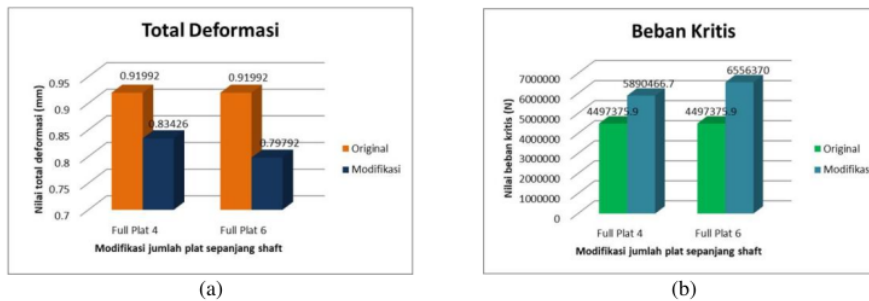 Total Deformasi
Nilai total deformasi (mm)
0.95
0.9
0.85
0.8
0.75
0.7
0.91992
0.83426
0.91992
0.79792
Full Plat 4
Full Plat 6
Modifikasi jumlah plat sepanjang shaft
Original
Modifikasi
(a)
Beban Kritis
Nilai beban kritis (N)
7000000
6000000
5000000
4000000
3000000
2000000
1000000
0
4497375.9
5890466.7
4497375.9
6556370
Full Plat 4
Full Plat 6
Modifikasi jumlah plat sepanjang shaft
Original
Modifikasi
(b)